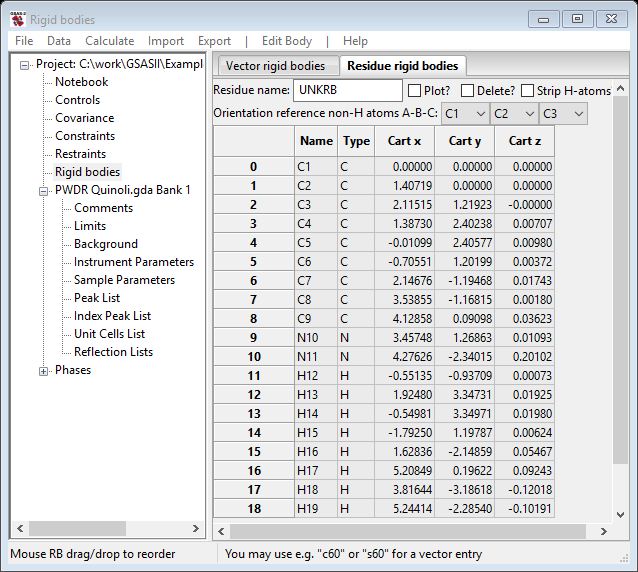 Rigid bodies
File Data Calculate Import Export | Edit Body | Help
Project: C:\work\GSASII\Exampl
Notebook
Controls
Covariance
Constraints
Restraints
Rigid bodies
PWDR Quinoli.gda Bank 1
Comments
Limits
Background
Instrument Parameters
Sample Parameters
Peak List
Index Peak List
Unit Cells List
Reflection Lists
Phases
Vector rigid bodies Residue rigid bodies
Residue name: UNKRB Plot? Delete? Strip H-atoms
Orientation reference non-H atoms A-B-C: C1 C2 C3
Name Type Cart x Cart y Cart z
0 C1 C 0.00000 0.00000 0.00000
1 C2 C 1.40719 0.00000 0.00000
2 C3 C 2.11515 1.21923 -0.00000
3 C4 C 1.38730 2.40238 0.00707
4 C5 C -0.01099 2.40577 0.00980
5 C6 C -0.70551 1.20199 0.00372
6 C7 C 2.14676 -1.19468 0.01743
7 C8 C 3.53855 -1.16815 0.00180
8 C9 C 4.12858 0.09098 0.03623
9 N10 N 3.45748 1.26863 0.01093
10 N11 N 4.27626 -2.34015 0.20102
11 H12 H -0.55135 -0.93709 0.00073
12 H13 H 1.92480 3.34731 0.01925
13 H14 H -0.54981 3.34971 0.01980
14 H15 H -1.79250 1.19787 0.00624
15 H16 H 1.62836 -2.14859 0.05467
16 H17 H 5.20849 0.19622 0.09243
17 H18 H 3.81644 -3.18618 -0.12018
18 H19 H 5.24414 -2.28540 -0.10191
Mouse RB drag/drop to reorder You may use e.g. "c60" or "s60" for a vector entry